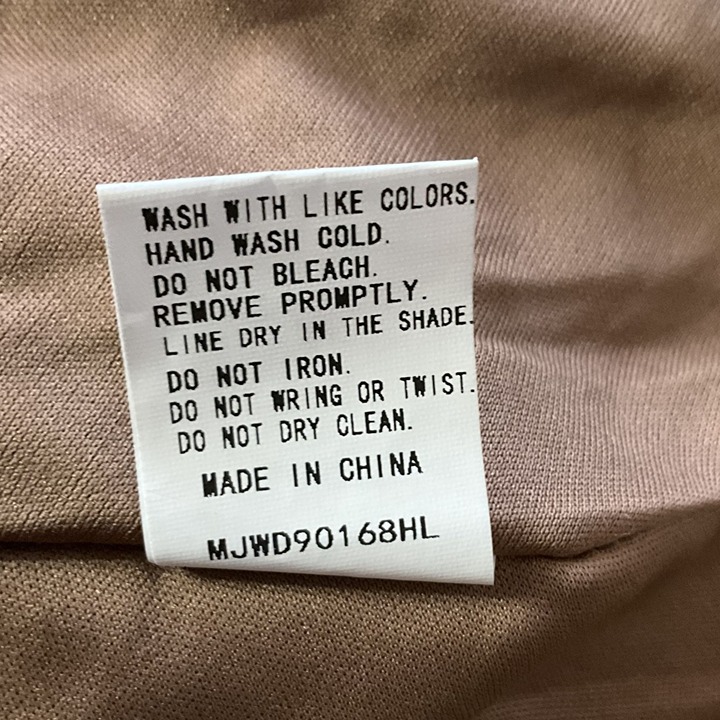 WASH WITH LIKE COLORS.
HAND WASH COLD.
DO NOT BLEACH.
REMOVE PROMPTLY.
LINE DRY IN THE SHADE.
DO NOT IRON.
DO NOT WRING OR TWIST.
DO NOT DRY CLEAN.
MADE IN CHINA
MJWD90168HL